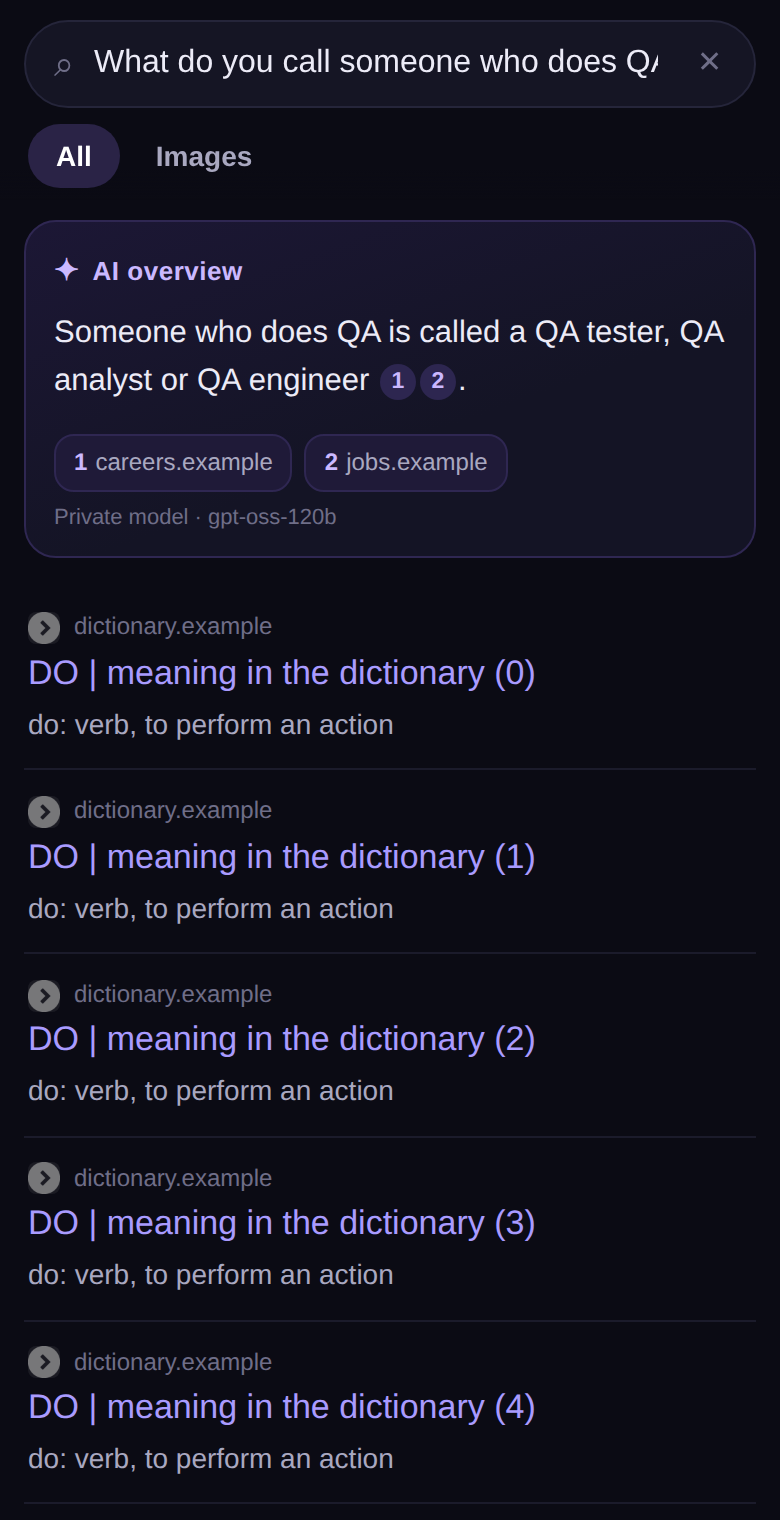 What do you call someone who does QA
All Images
AI overview
Someone who does QA is called a QA tester, QA
analyst or QA engineer 1 2.
1 careers.example 2 jobs.example
Private model · gpt-oss-120b
dictionary.example
DO | meaning in the dictionary (0)
do: verb, to perform an action
dictionary.example
DO | meaning in the dictionary (1)
do: verb, to perform an action
dictionary.example
DO | meaning in the dictionary (2)
do: verb, to perform an action
dictionary.example
DO | meaning in the dictionary (3)
do: verb, to perform an action
dictionary.example
DO | meaning in the dictionary (4)
do: verb, to perform an action